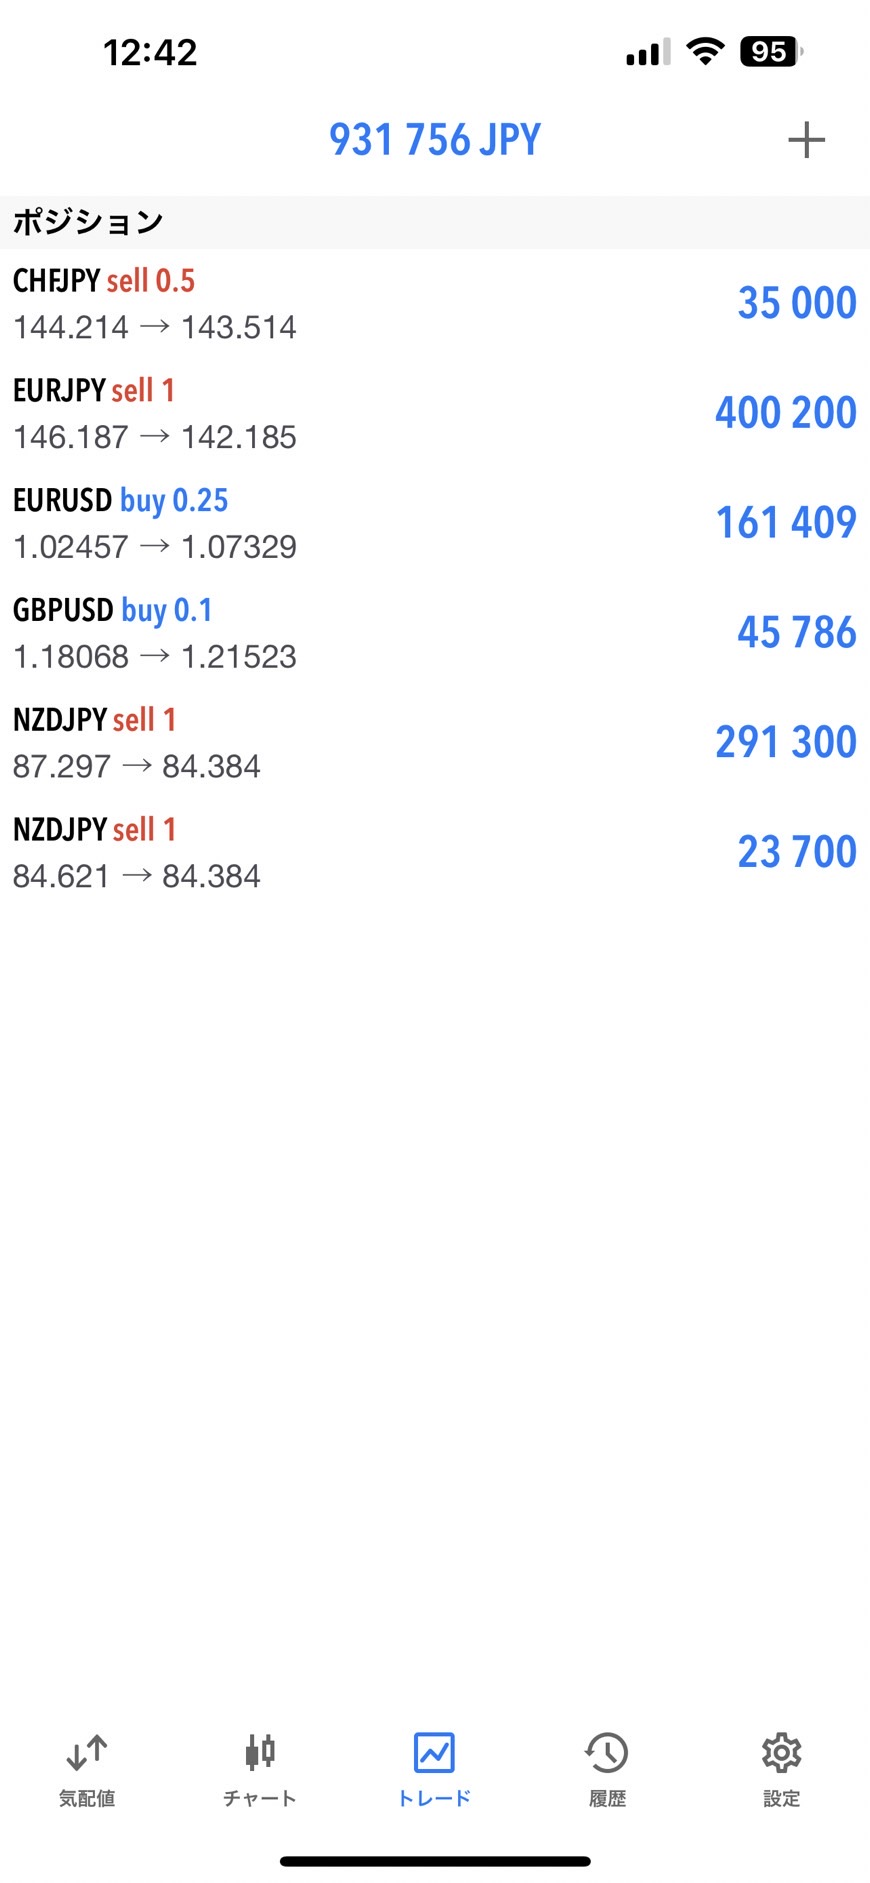 12:42
95
931 756 JPY
ポジション
CHFJPY sell 0.5
144.214 → 143.514
35 000
EURJPY sell 1
146.187 → 142.185
400 200
EURUSD buy 0.25
1.02457 → 1.07329
161 409
GBPUSD buy 0.1
1.18068 → 1.21523
45 786
NZDJPY sell 1
87.297 → 84.384
291 300
NZDJPY sell 1
84.621 → 84.384
23 700
気配値
チャート
トレード
履歴
設定